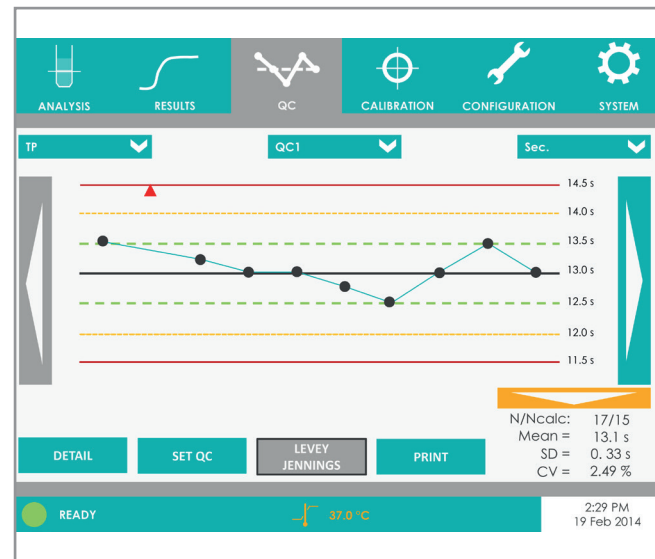 ANALYSIS RESULTS QC CALIBRATION CONFIGURATION SYSTEM
TP QC1 Sec.
14.5 s
14.0 s
13.5 s
13.0 s
12.5 s
12.0 s
11.5 s
N/Ncalc: 17/15
Mean = 13.1 s
SD = 0. 33 s
CV = 2.49 %
DETAIL SET QC LEVEY JENNINGS PRINT
READY 37.0 °C 2:29 PM
19 Feb 2014